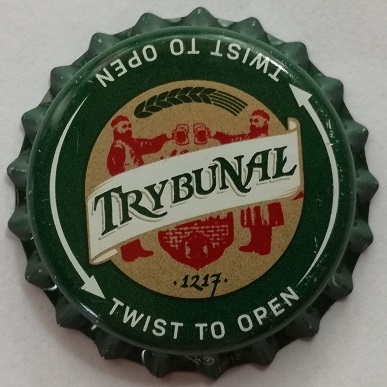 TWIST TO OPEN
TRYBUNAŁ
·1217·
TWIST TO OPEN